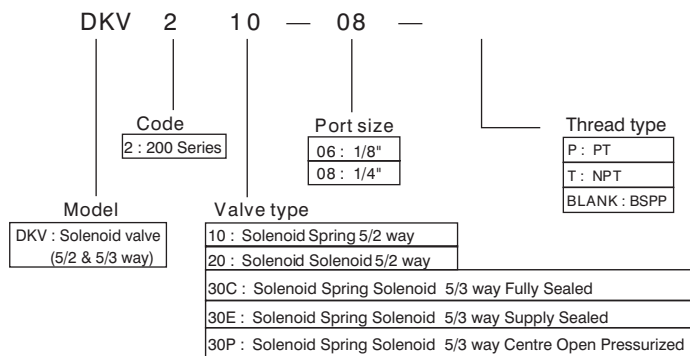 DKV 2 10 — 08 —
Code
2 : 200 Series
Port size
06 : 1/8"
08 : 1/4"
Thread type
P : PT
T : NPT
BLANK : BSPP
Model
DKV : Solenoid valve
(5/2 & 5/3 way)
Valve type
10 : Solenoid Spring 5/2 way
20 : Solenoid Solenoid 5/2 way
30C : Solenoid Spring Solenoid 5/3 way Fully Sealed
30E : Solenoid Spring Solenoid 5/3 way Supply Sealed
30P : Solenoid Spring Solenoid 5/3 way Centre Open Pressurized